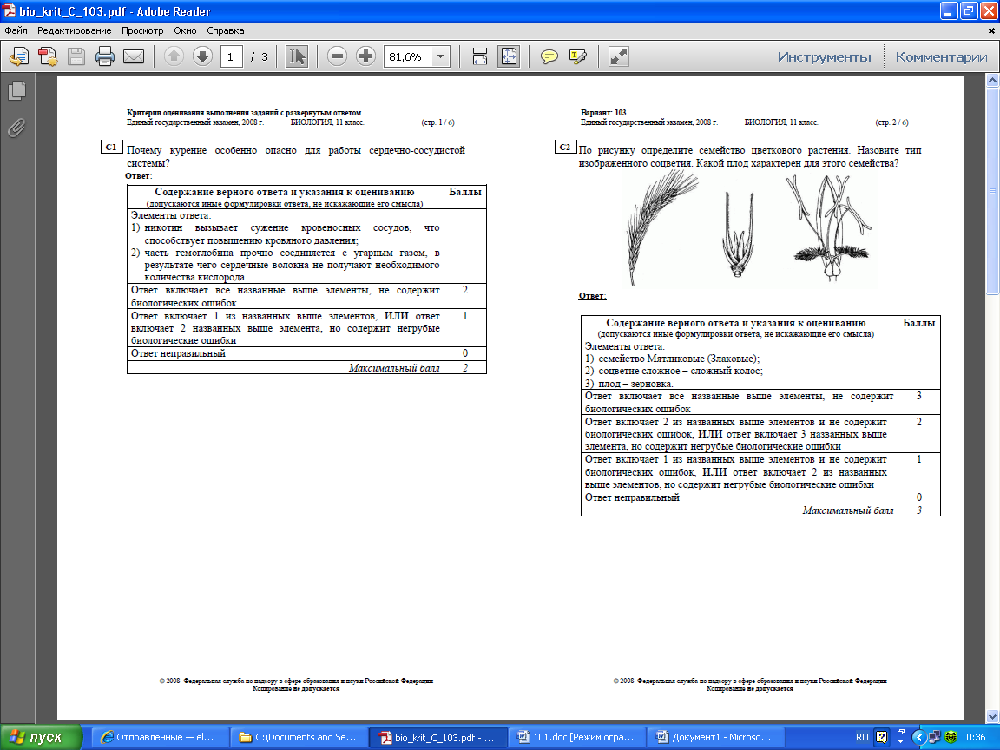 bio_krit_C_103.pdf - Adobe Reader
Файл Редактирование Просмотр Окно Справка
1 / 3 81,6% Инструменты Комментарии
Критерии оценивания выполнения заданий с развернутым ответом
Единый государственный экзамен, 2008 г. БИОЛОГИЯ, 11 класс. (стр. 1 / 6)
C1 Почему курение особенно опасно для работы сердечно-сосудистой
системы?
Ответ:
Содержание верного ответа и указания к оцениванию Баллы
(допускаются иные формулировки ответа, не искажающие его смысла)
Элементы ответа:
1) никотин вызывает сужение кровеносных сосудов, что
способствует повышению кровяного давления;
2) часть гемоглобина прочно соединяется с угарным газом, в
результате чего сердечные волокна не получают необходимого
количества кислорода.
Ответ включает все названные выше элементы, не содержит 2
биологических ошибок
Ответ включает 1 из названных выше элементов, ИЛИ ответ 1
включает 2 названных выше элемента, но содержит негрубые
биологические ошибки
Ответ неправильный 0
Максимальный балл 2
© 2008 Федеральная служба по надзору в сфере образования и науки Российской Федерации
Копирование не допускается
Вариант: 103
Единый государственный экзамен, 2008 г. БИОЛОГИЯ, 11 класс. (стр. 2 / 6)
C2 По рисунку определите семейство цветкового растения. Назовите тип
изображенного соцветия. Какой плод характерен для этого семейства?
Ответ:
Содержание верного ответа и указания к оцениванию Баллы
(допускаются иные формулировки ответа, не искажающие его смысла)
Элементы ответа:
1) семейство Мятликовые (Злаковые);
2) соцветие сложное – сложный колос;
3) плод – зерновка.
Ответ включает все названные выше элементы, не содержит 3
биологических ошибок
Ответ включает 2 из названных выше элементов и не содержит 2
биологических ошибок, ИЛИ ответ включает 3 названных выше
элемента, но содержит негрубые биологические ошибки
Ответ включает 1 из названных выше элементов и не содержит 1
биологических ошибок, ИЛИ ответ включает 2 из названных
выше элементов, но содержит негрубые биологические ошибки
Ответ неправильный 0
Максимальный балл 3
© 2008 Федеральная служба по надзору в сфере образования и науки Российской Федерации
Копирование не допускается
пуск Отправленные — el... C:\Documents and Se... bio_krit_C_103.pdf - ... 101.doc [Режим огра... Документ1 - Microso... RU 0:36